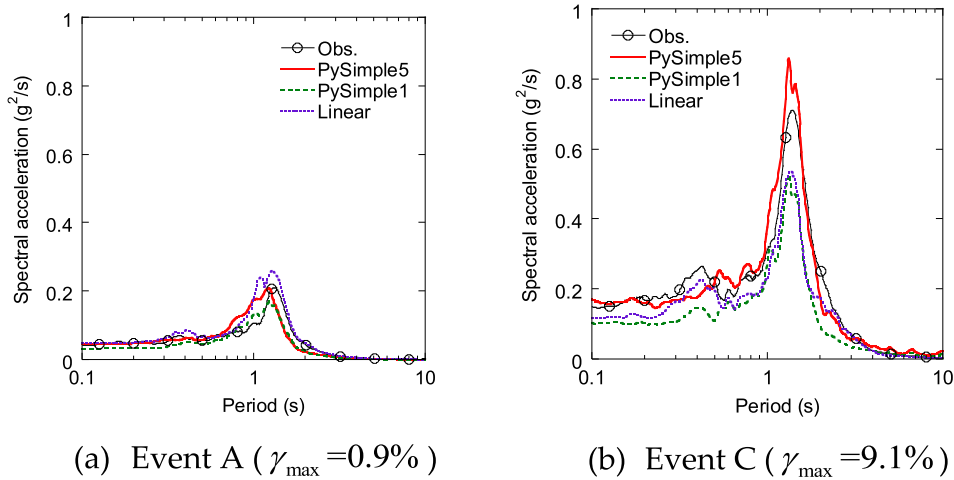 Spectral acceleration (g²/s)
1
0.8
0.6
0.4
0.2
0
Obs.
PySimple5
PySimple1
Linear
0.1
1
10
Period (s)
(a) Event A (γmax =0.9%)
Spectral acceleration (g²/s)
1
0.8
0.6
0.4
0.2
0
Obs.
PySimple5
PySimple1
Linear
0.1
1
10
Period (s)
(b) Event C (γmax =9.1%)